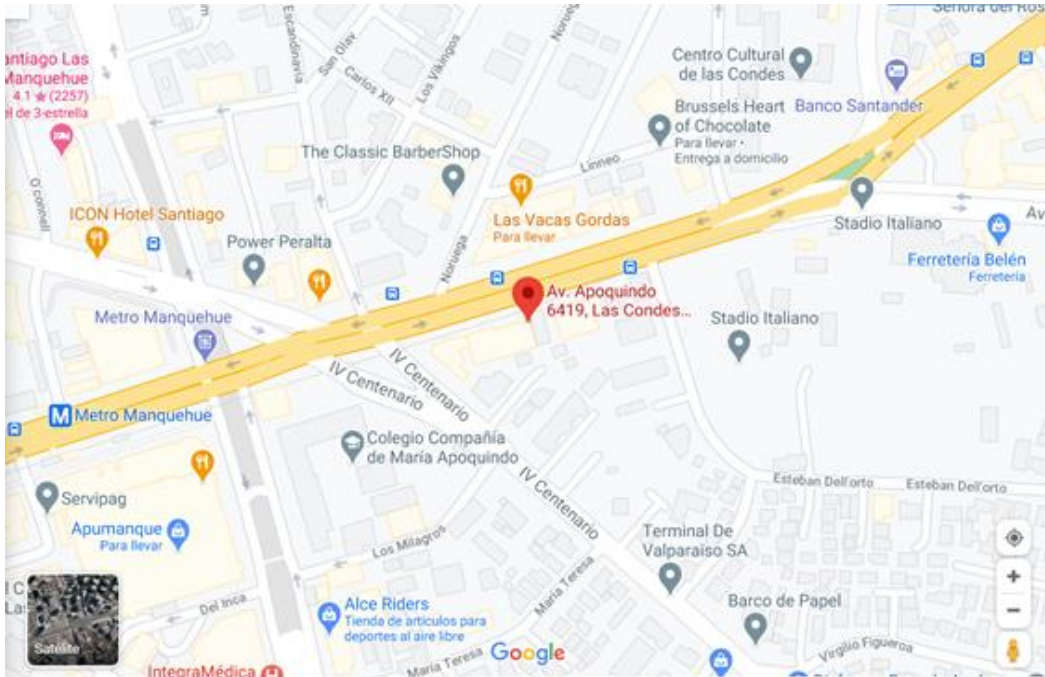 Señora del Ros
antiago Las
Manquehue
4.1 ★ (2257)
el de 3-estrella
Escandinavia
San Olav
Carlos XII
Los Vikingos
Noruega
Centro Cultural
de las Condes
Banco Santander
Brussels Heart
of Chocolate
Para llevar •
Entrega a domicilio
The Classic BarberShop
Linneo
O'connell
ICON Hotel Santiago
Las Vacas Gordas
Para llevar
Power Peralta
Noruega
Stadio Italiano
Av
Ferretería Belén
Ferretería
Av. Apoquindo
6419, Las Condes...
Metro Manquehue
Stadio Italiano
IV Centenario
IV Centenario
M Metro Manquehue
Colegio Compañía
de María Apoquindo
IV Centenario
Esteban Dell'orto
Esteban Dell'orto
Servipag
Apumanque
Para llevar
Los Milagros
Terminal De
Valparaiso SA
María Teresa
Del Inca
Alce Riders
Tienda de artículos para
deportes al aire libre
Barco de Papel
Satélite
María Teresa
Google
Virgilio Figueroa
IntegraMédica